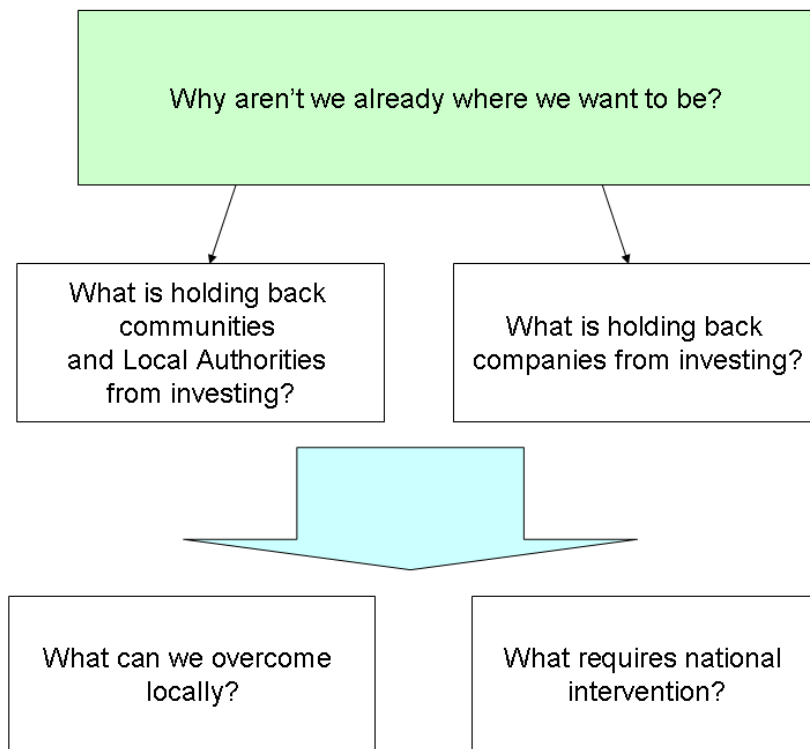 Why aren't we already where we want to be?
What is holding back
communities
and Local Authorities
from investing?
What is holding back
companies from investing?
What can we overcome
locally?
What requires national
intervention?